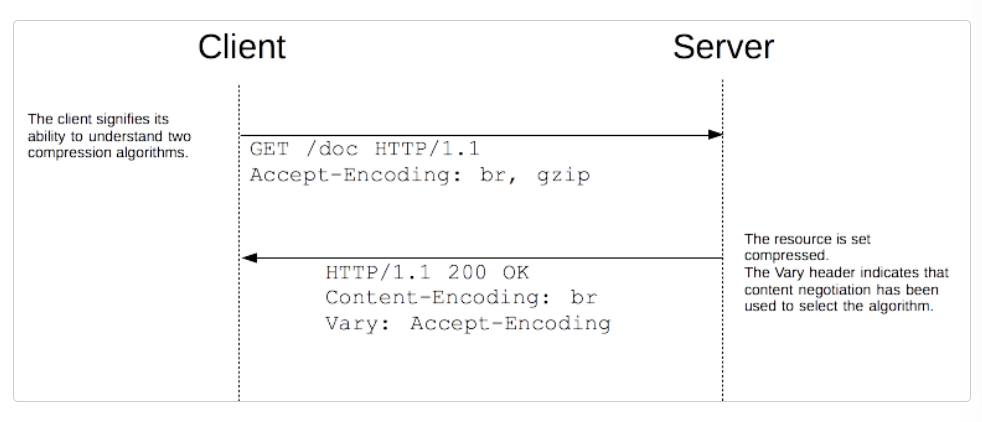 Client
Server
The client signifies its
ability to understand two
compression algorithms.
GET /doc HTTP/1.1
Accept-Encoding: br, gzip
The resource is set
compressed.
The Vary header indicates that
content negotiation has been
used to select the algorithm.
HTTP/1.1 200 OK
Content-Encoding: br
Vary: Accept-Encoding